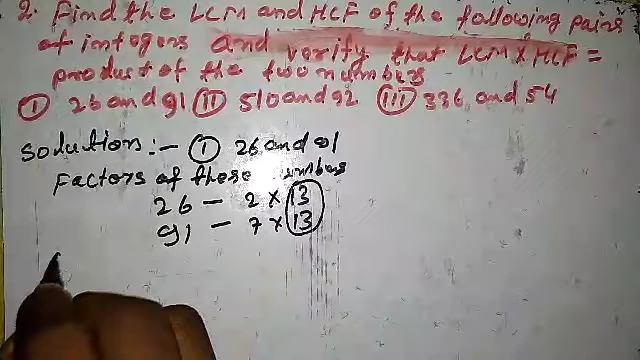 2. Find the LCM and HCF of the following pairs
of integers and verify that LCM × HCF =
product of the two numbers
(I) 26 and 91 (II) 510 and 92 (III) 336 and 54
Solution :- (I) 26 and 91
Factors of these numbers
26 - 2 × 13
91 - 7 × 13